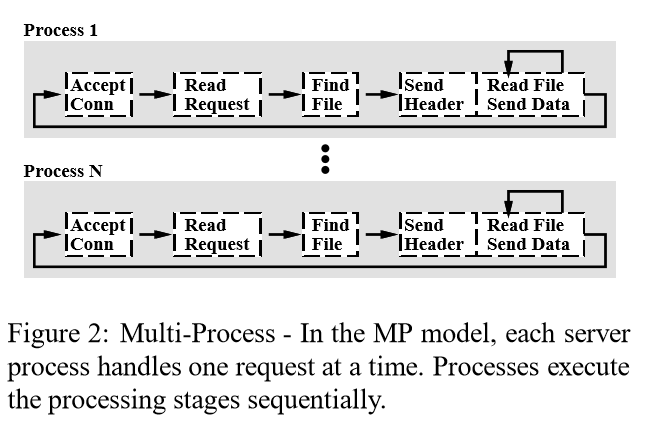 Process 1
Accept Conn
Read Request
Find File
Send Header
Read File Send Data
Process N
Accept Conn
Read Request
Find File
Send Header
Read File Send Data
Figure 2: Multi-Process - In the MP model, each server
process handles one request at a time. Processes execute
the processing stages sequentially.